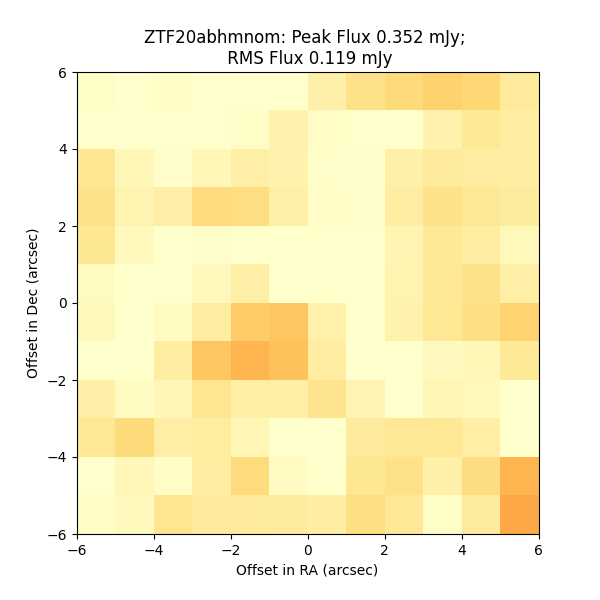 ZTF20abhmnom: Peak Flux 0.352 mJy;
RMS Flux 0.119 mJy
6
4
2
0
−2
−4
−6
Offset in Dec (arcsec)
−6 −4 −2 0 2 4 6
Offset in RA (arcsec)